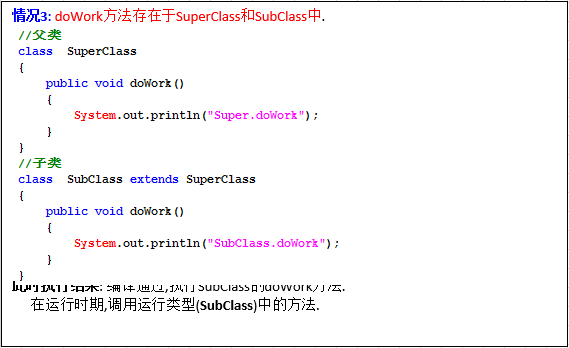 情况3: doWork方法存在于SuperClass和SubClass中.
//父类
class  SuperClass
{
    public void doWork()
    {
        System.out.println("Super.doWork");
    }
}
//子类
class  SubClass extends SuperClass
{
    public void doWork()
    {
        System.out.println("SubClass.doWork");
    }
}
此时执行结果: 编译通过,执行SubClass的doWork方法.
在运行时期,调用运行类型(SubClass)中的方法.